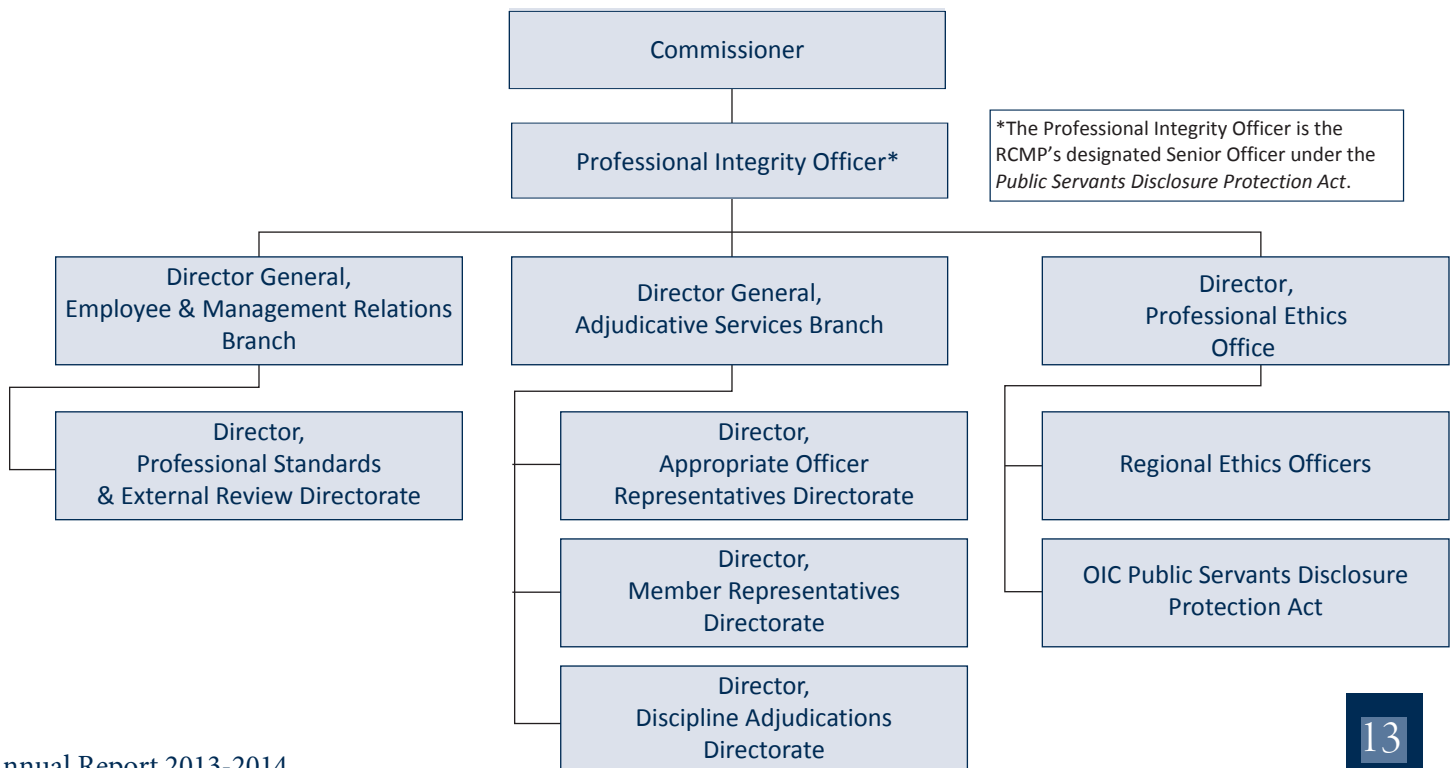 Commissioner
Professional Integrity Officer*
*The Professional Integrity Officer is the
RCMP's designated Senior Officer under the
Public Servants Disclosure Protection Act.
Director General,
Employee & Management Relations
Branch
Director,
Professional Standards
& External Review Directorate
Director General,
Adjudicative Services Branch
Director,
Appropriate Officer
Representatives Directorate
Director,
Member Representatives
Directorate
Director,
Discipline Adjudications
Directorate
Director,
Professional Ethics
Office
Regional Ethics Officers
OIC Public Servants Disclosure
Protection Act
nnual Report 2013-2014
13